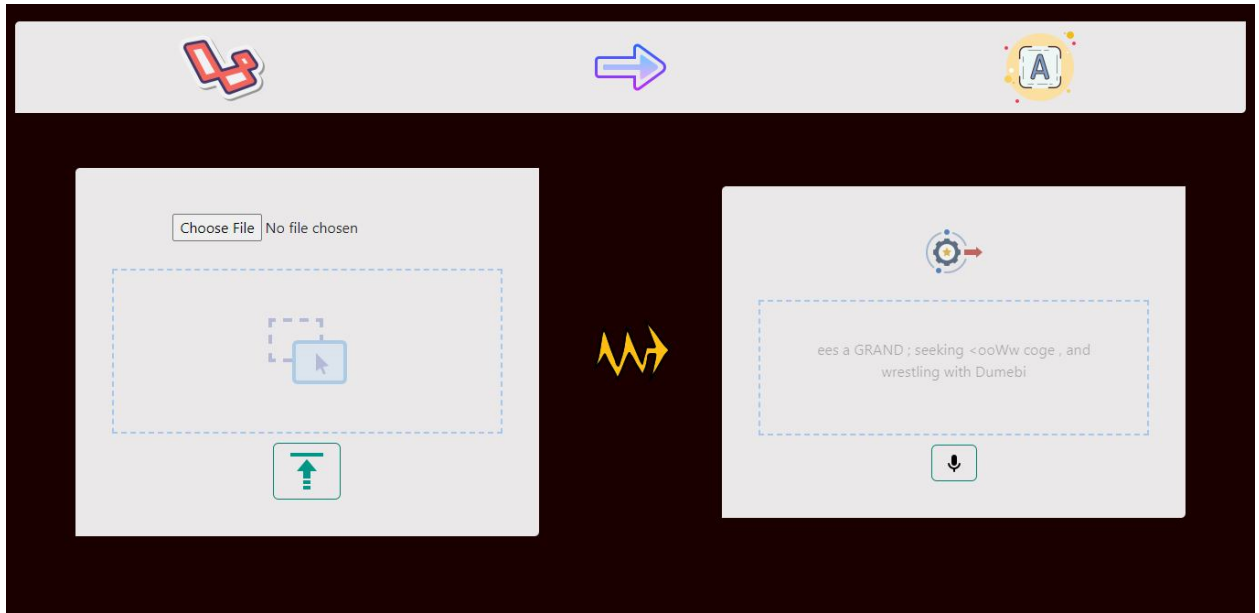 A
Choose File No file chosen
ees a GRAND ; seeking <ooWw coge , and
wrestling with Dumebi